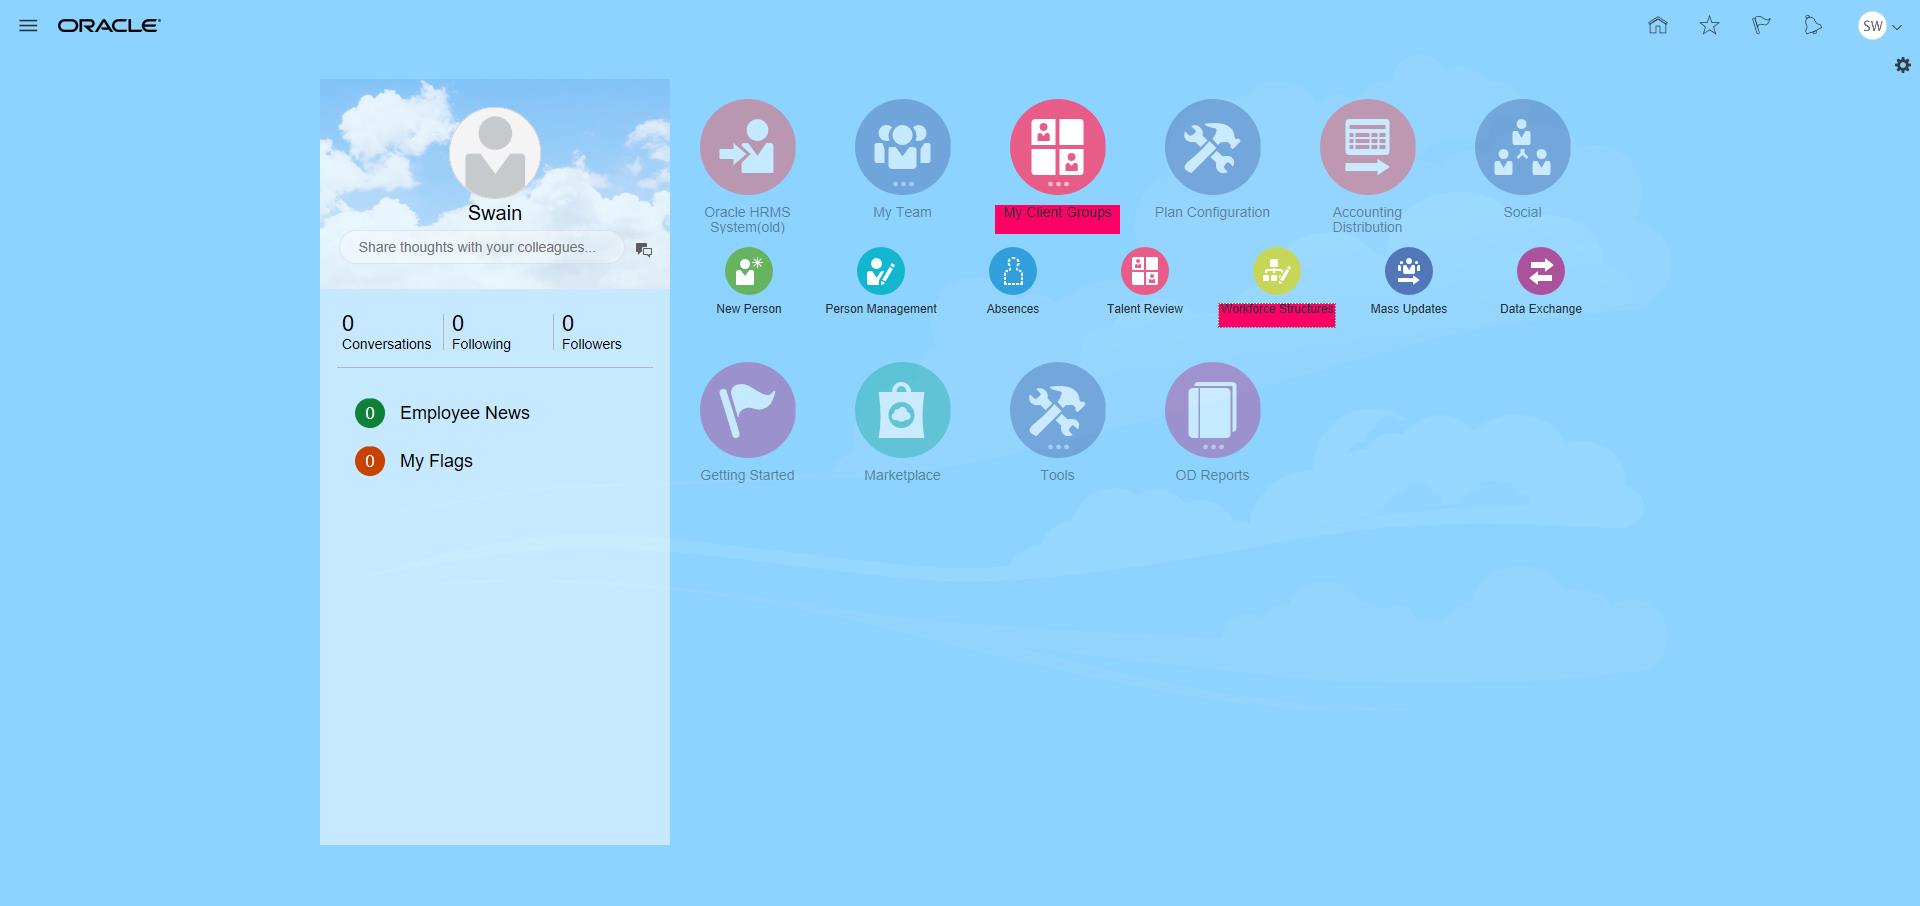 ORACLE
SW
Swain
Share thoughts with your colleagues...
0 0 0
Conversations Following Followers
0 Employee News
0 My Flags
Oracle HRMS
System(old)
My Team
My Client Groups
Plan Configuration
Accounting
Distribution
Social
New Person
Person Management
Absences
Talent Review
Workforce Structures
Mass Updates
Data Exchange
Getting Started
Marketplace
Tools
OD Reports